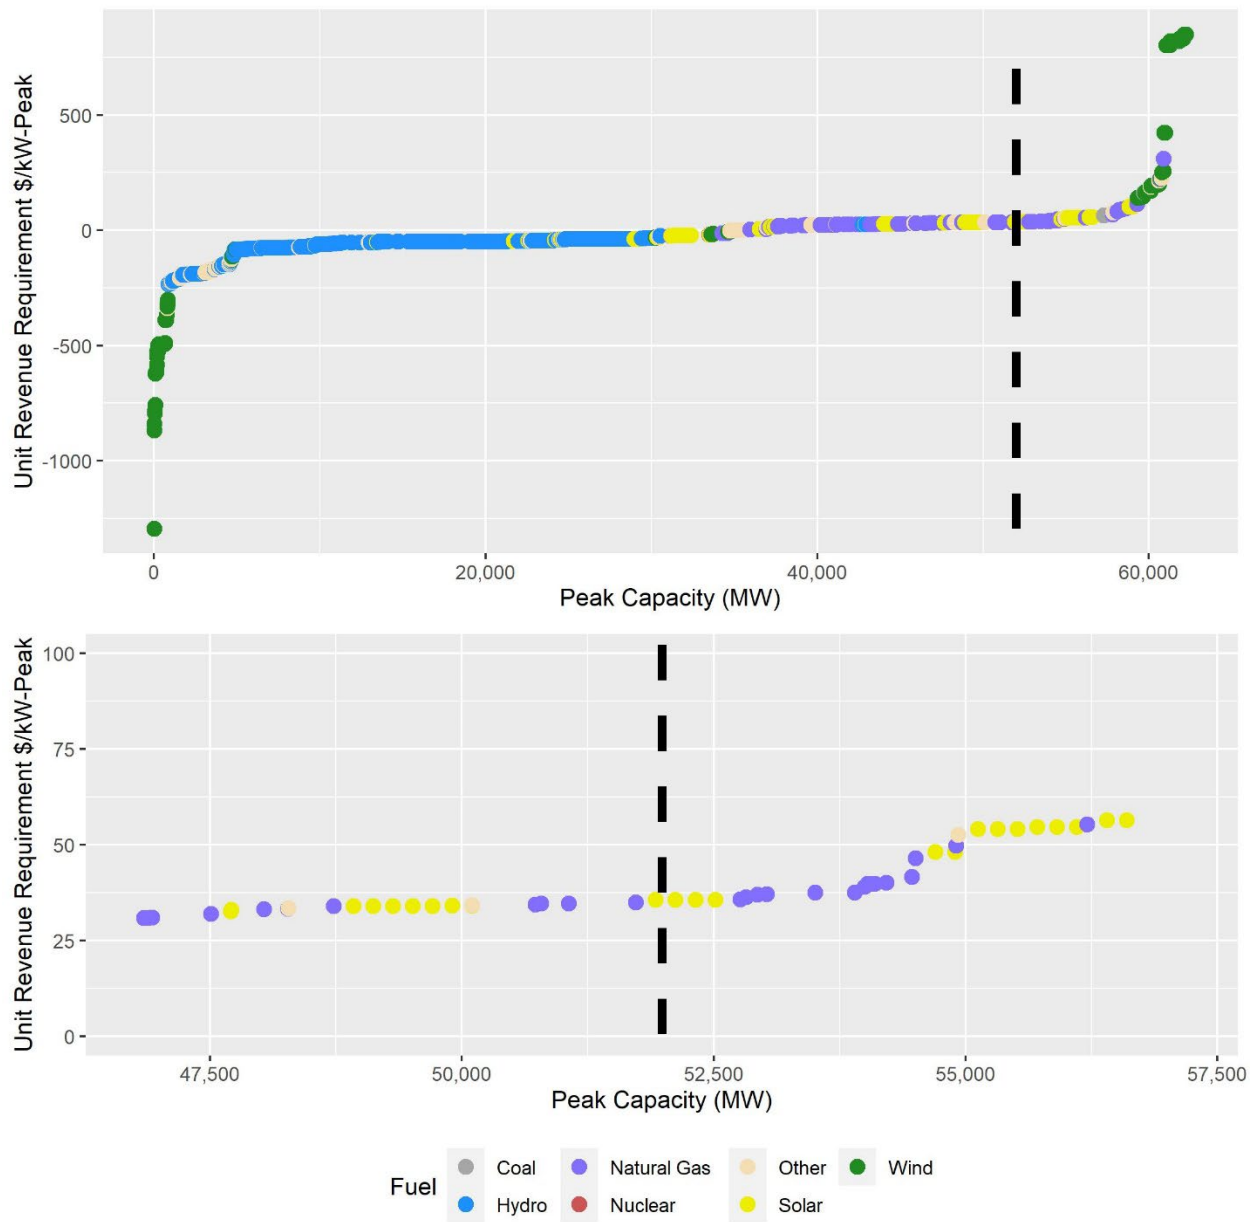 Unit Revenue Requirement $/kW-Peak
500
0
-500
-1000
0
20,000
40,000
60,000
Peak Capacity (MW)
Unit Revenue Requirement $/kW-Peak
100
75
50
25
0
47,500
50,000
52,500
55,000
57,500
Peak Capacity (MW)
Fuel
Coal
Natural Gas
Other
Wind
Hydro
Nuclear
Solar